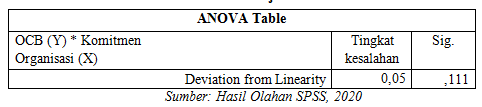 ANOVA Table
OCB (Y) * Komitmen Organisasi (X)
Tingkat kesalahan
Sig.
Deviation from Linearity 0,05 ,111
Sumber: Hasil Olahan SPSS, 2020